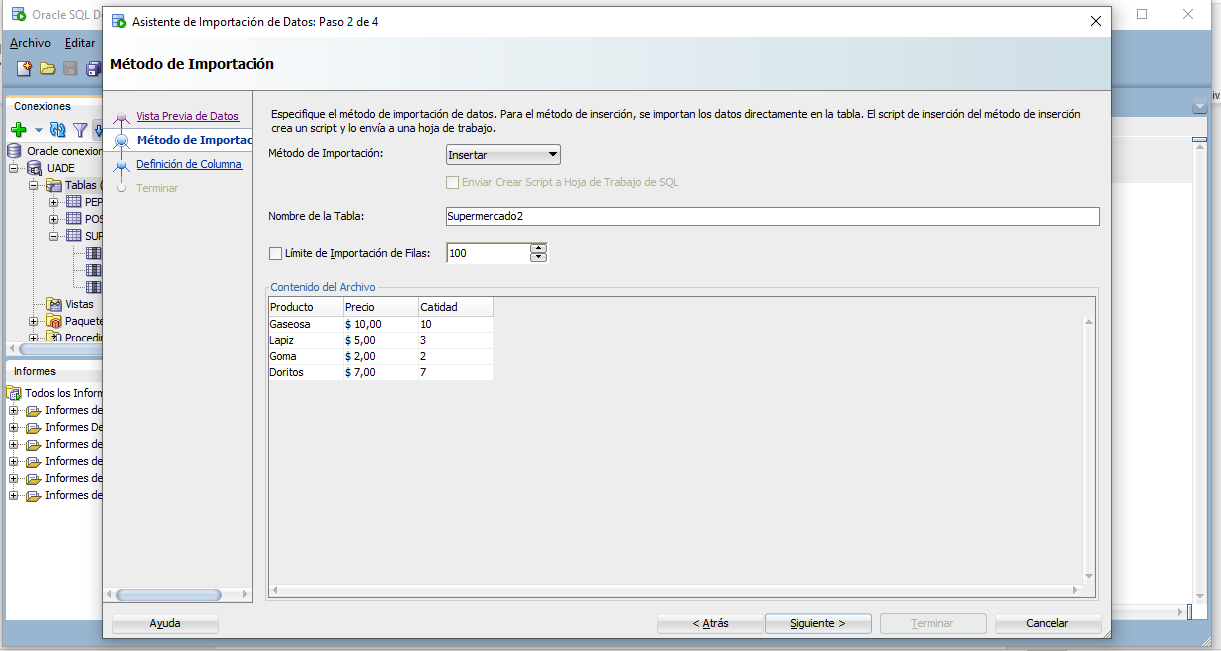 Oracle SQL D
Asistente de Importación de Datos: Paso 2 de 4
Archivo Editar
Método de Importación
Conexiones
Oracle conexion
UADE
Tablas (
PEP
POS
SUP
Vistas
Paquete
Procedi
Informes
Todos los Inform
Informes de
Informes De
Informes de
Informes de
Informes de
Informes de
Vista Previa de Datos
Método de Importac
Definición de Columna
Terminar
Especifique el método de importación de datos. Para el método de inserción, se importan los datos directamente en la tabla. El script de inserción del método de inserción
crea un script y lo envía a una hoja de trabajo.
Método de Importación: Insertar
Enviar Crear Script a Hoja de Trabajo de SQL
Nombre de la Tabla: Supermercado2
Límite de Importación de Filas: 100
Contenido del Archivo
Producto Precio Catidad
Gaseosa $ 10,00 10
Lapiz $ 5,00 3
Goma $ 2,00 2
Doritos $ 7,00 7
Ayuda < Atrás Siguiente > Terminar Cancelar